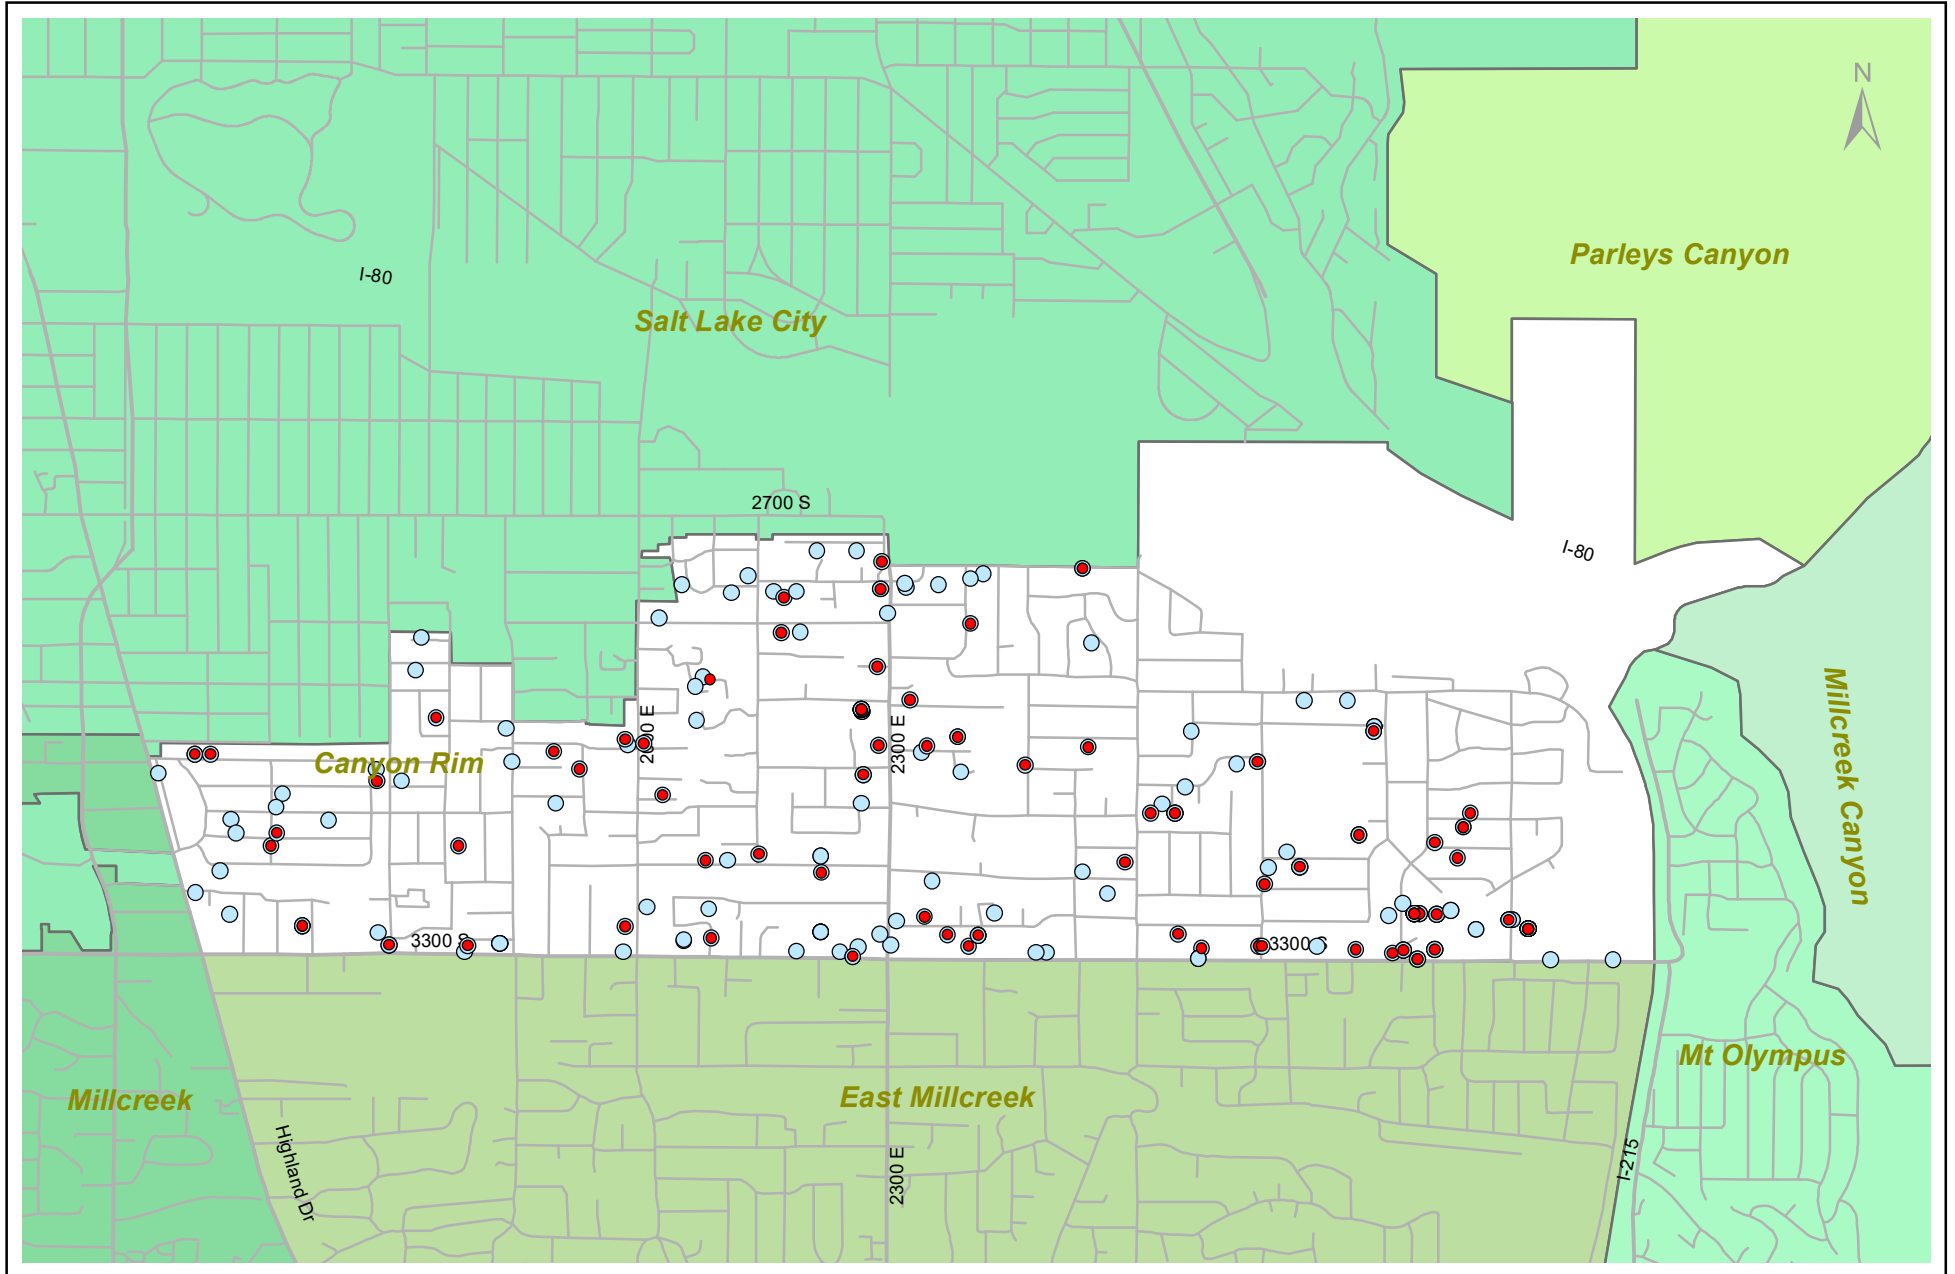 N
Parleys Canyon
I-80
Salt Lake City
2700 S
I-80
Millcreek Canyon
2300 E
Canyon Rim
3300 S
3300 S
Mt Olympus
Millcreek
East Millcreek
Highland Dr
2300 E
I-215